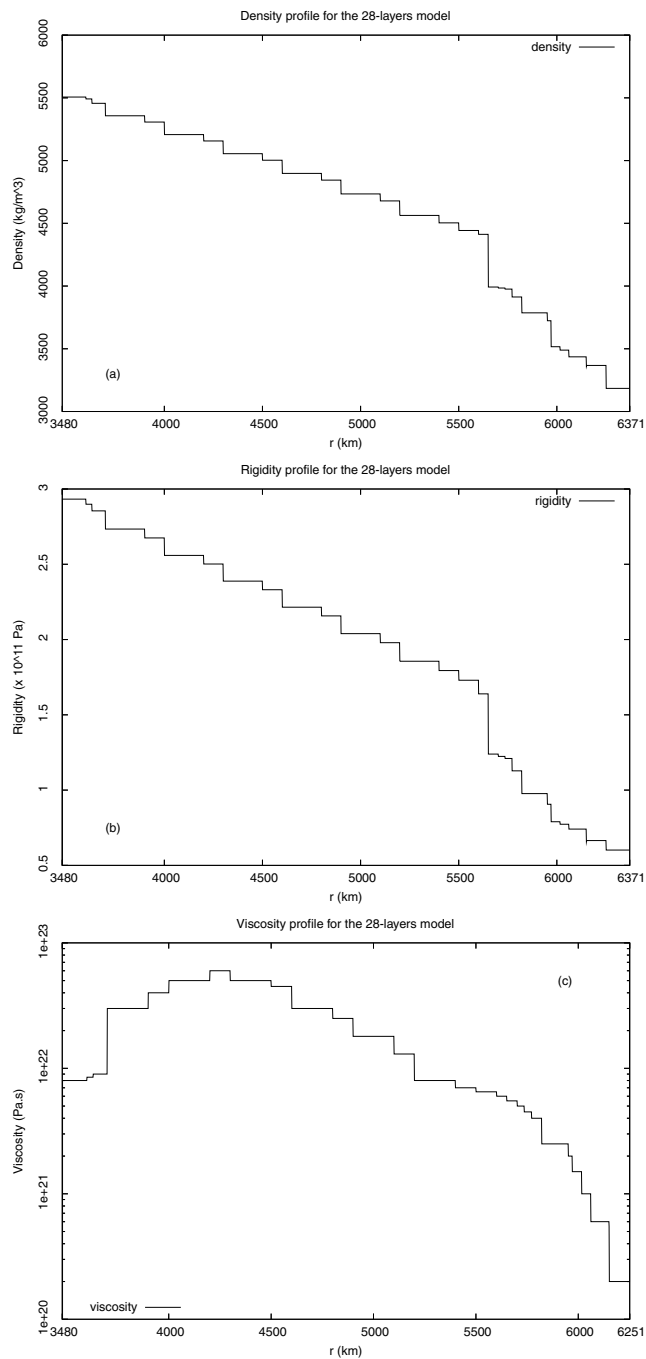 Density profile for the 28-layers model
6000
density
5500
5000
Density (kg/m^3)
4500
4000
3500
(a)
3000
3480 4000 4500 5000 5500 6000 6371
r (km)
Rigidity profile for the 28-layers model
3
rigidity
2.5
2
Rigidity (x 10^11 Pa)
1.5
1
(b)
0.5
3480 4000 4500 5000 5500 6000 6371
r (km)
Viscosity profile for the 28-layers model
1e+23
(c)
1e+22
Viscosity (Pa.s)
1e+21
viscosity
1e+20
3480 4000 4500 5000 5500 6000 6251
r (km)